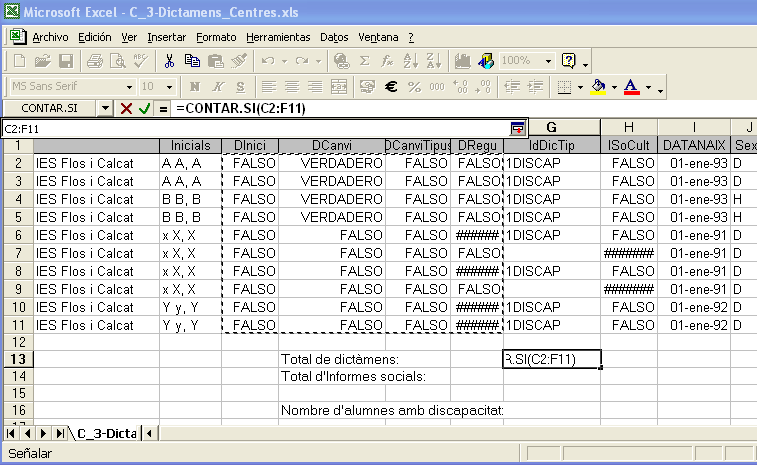 Microsoft Excel - C_3-Dictamens_Centres.xls
Archivo Edición Ver Insertar Formato Herramientas Datos Ventana ?
100%
MS Sans Serif 10 N K S € % 000
CONTAR.SI =CONTAR.SI(C2:F11)
C2:F11 G H I J
1 Inicials DInici DCanvi DCanviTipus DRegu IdDicTip ISoCult DATANAIX Sex
2 IES Flos i Calcat A A, A FALSO VERDADERO FALSO FALSO 1DISCAP FALSO 01-ene-93 D
3 IES Flos i Calcat A A, A FALSO VERDADERO FALSO FALSO 1DISCAP FALSO 01-ene-93 D
4 IES Flos i Calcat B B, B FALSO VERDADERO FALSO FALSO 1DISCAP FALSO 01-ene-93 H
5 IES Flos i Calcat B B, B FALSO VERDADERO FALSO FALSO 1DISCAP FALSO 01-ene-93 H
6 IES Flos i Calcat x X, X FALSO FALSO FALSO ###### 1DISCAP FALSO 01-ene-91 D
7 IES Flos i Calcat x X, X FALSO FALSO FALSO FALSO ####### 01-ene-91 D
8 IES Flos i Calcat x X, X FALSO FALSO FALSO ###### 1DISCAP FALSO 01-ene-91 D
9 IES Flos i Calcat x X, X FALSO FALSO FALSO FALSO ####### 01-ene-91 D
10 IES Flos i Calcat Y y, Y FALSO FALSO FALSO ###### 1DISCAP FALSO 01-ene-92 D
11 IES Flos i Calcat Y y, Y FALSO FALSO FALSO ###### 1DISCAP FALSO 01-ene-92 D
12
13 Total de dictàmens: R.SI(C2:F11)
14 Total d'Informes socials:
15
16 Nombre d'alumnes amb discapacitat:
C_3-Dicta
Señalar